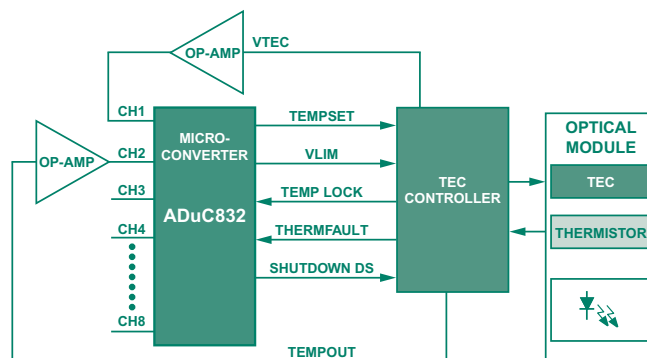 OP-AMP
VTEC
CH1
OP-AMP
CH2
CH3
CH4
CH8
MICRO-
CONVERTER
ADuC832
TEMPSET
VLIM
TEMP LOCK
THERMFAULT
SHUTDOWN DS
TEMPOUT
TEC
CONTROLLER
OPTICAL
MODULE
TEC
THERMISTOR